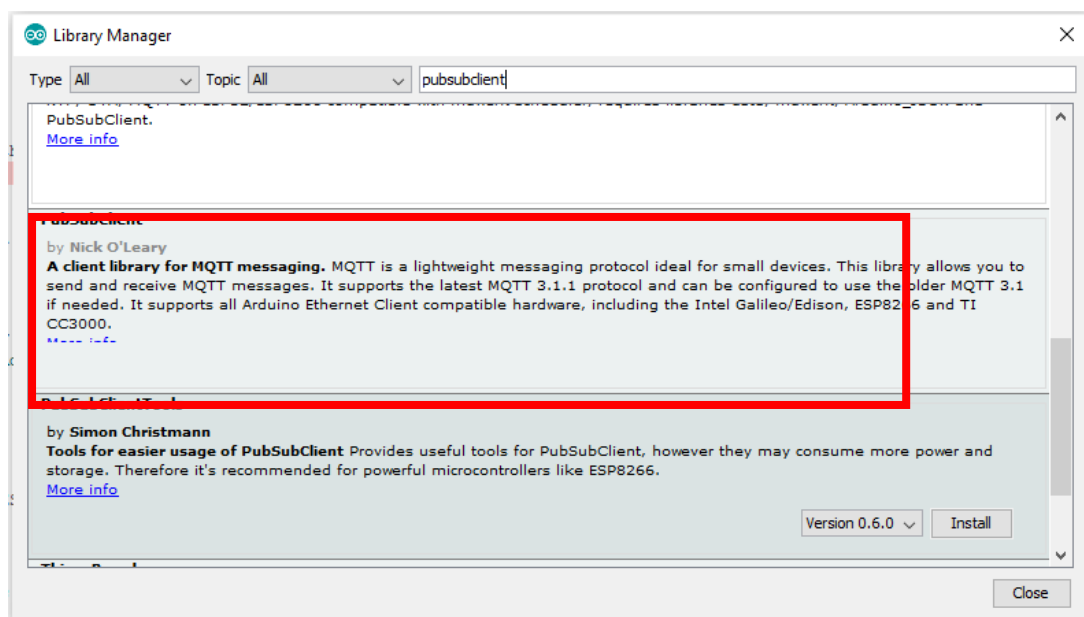 Library Manager
Type All Topic All pubsubclient
PubSubClient.
More info
PubSubClient
by Nick O'Leary
A client library for MQTT messaging. MQTT is a lightweight messaging protocol ideal for small devices. This library allows you to
send and receive MQTT messages. It supports the latest MQTT 3.1.1 protocol and can be configured to use the older MQTT 3.1
if needed. It supports all Arduino Ethernet Client compatible hardware, including the Intel Galileo/Edison, ESP8266 and TI
CC3000.
More info
PubSubClientTools
by Simon Christmann
Tools for easier usage of PubSubClient Provides useful tools for PubSubClient, however they may consume more power and
storage. Therefore it's recommended for powerful microcontrollers like ESP8266.
More info
Version 0.6.0 Install
Close